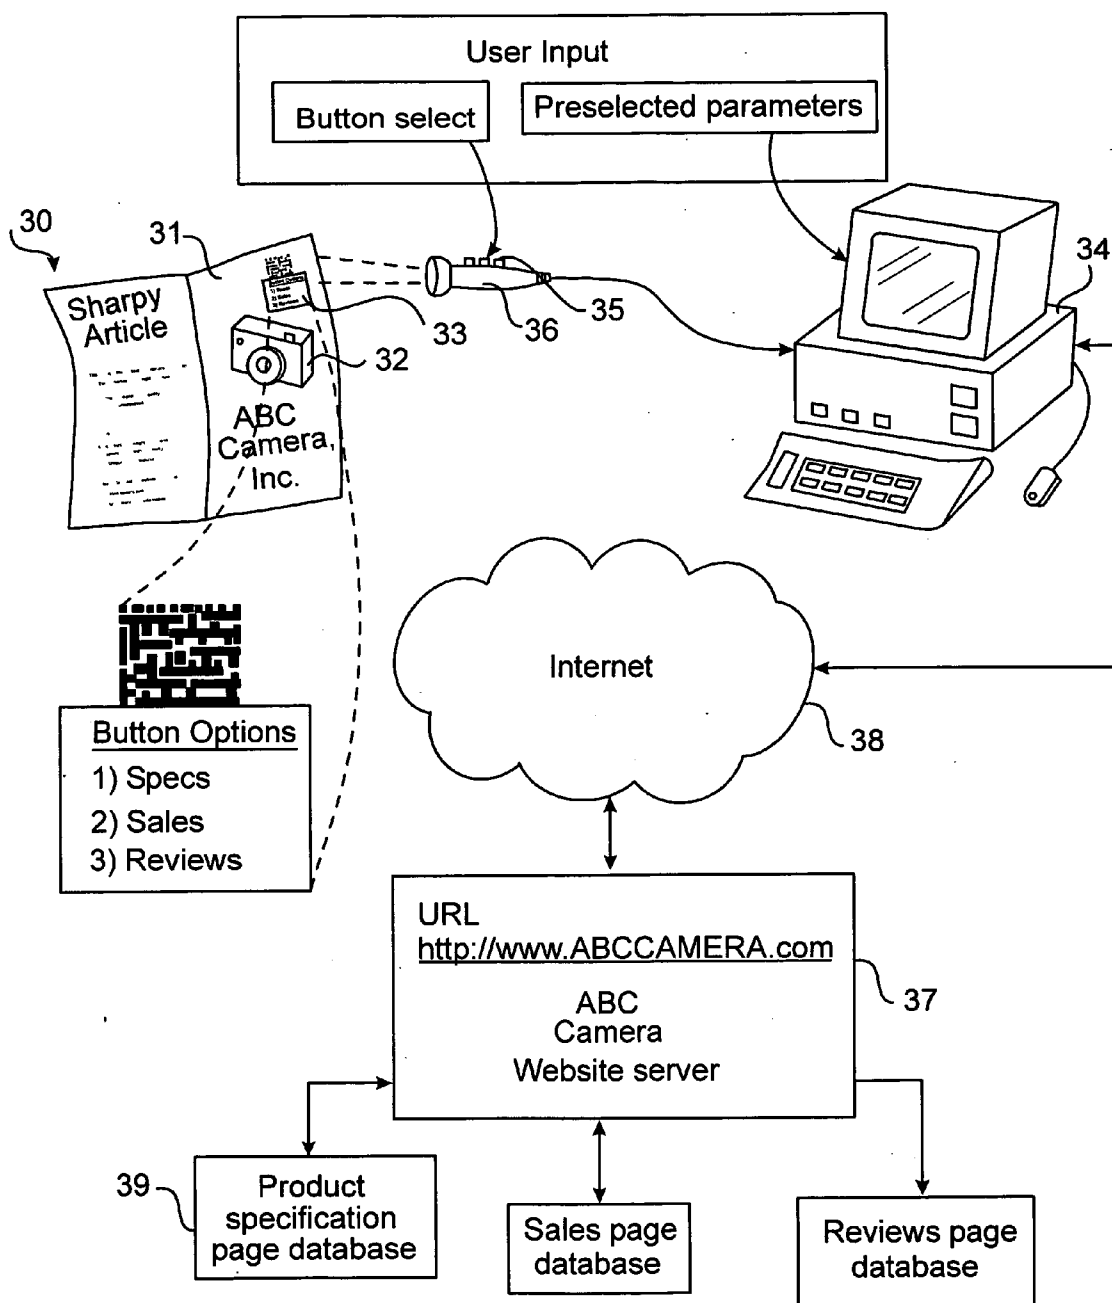 User Input
Button select
Preselected parameters
30
31
Sharpy
Article
33
36
35
34
32
ABC
Camera,
Inc.
Button Options
1) Specs
2) Sales
3) Reviews
Internet
38
URL
http://www.ABCCAMERA.com
ABC
Camera
Website server
37
39
Product
specification
page database
Sales page
database
Reviews page
database